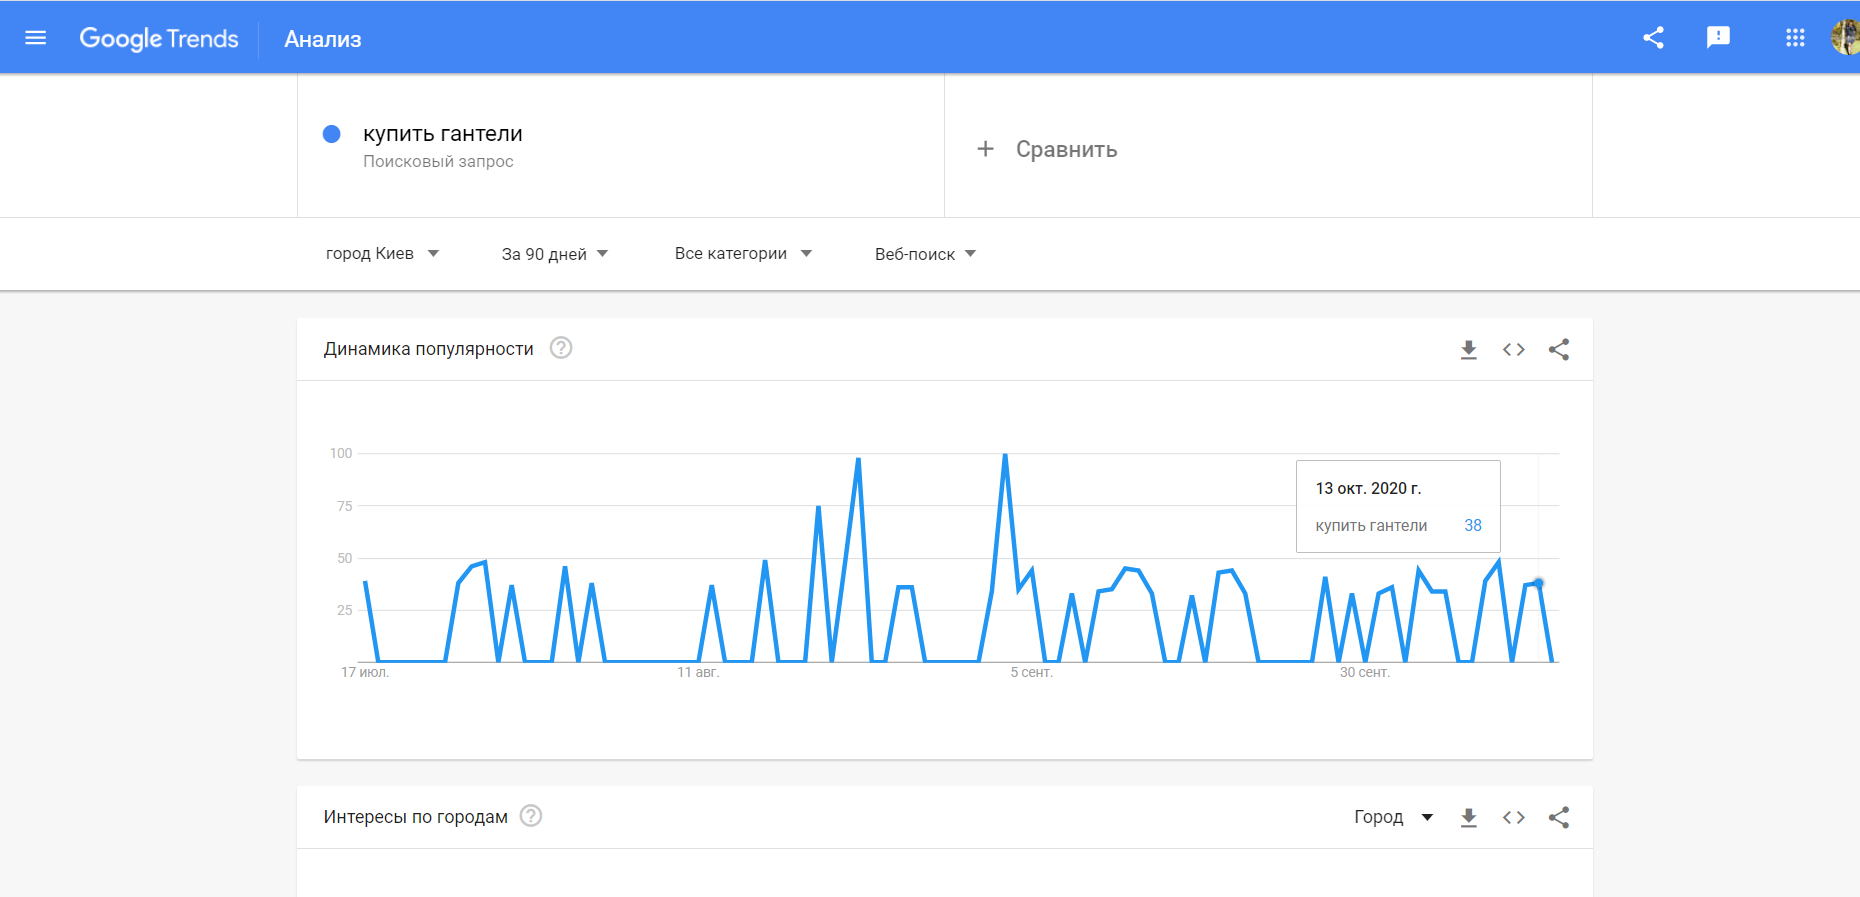 Google Trends Анализ
купить гантели
Поисковый запрос
+ Сравнить
город Киев За 90 дней Все категории Веб-поиск
Динамика популярности ?
100
75
50
25
13 окт. 2020 г.
купить гантели 38
17 июл. 11 авг. 5 сент. 30 сент.
Интересы по городам ? Город